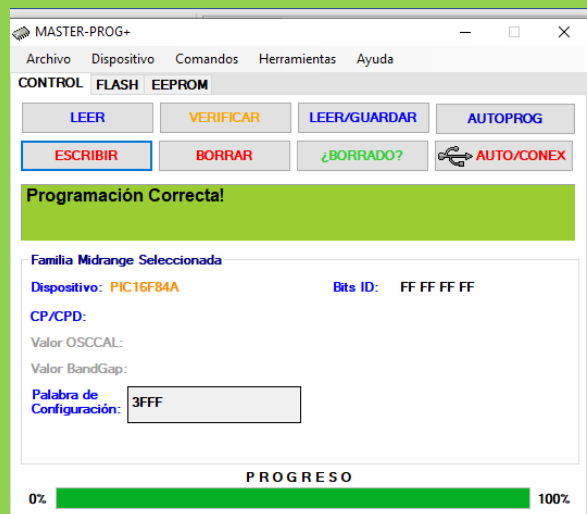 MASTER-PROG+
Archivo Dispositivo Comandos Herramientas Ayuda
CONTROL FLASH EEPROM
LEER VERIFICAR LEER/GUARDAR AUTOPROG
ESCRIBIR BORRAR ¿BORRADO? AUTO/CONEX
Programación Correcta!
Familia Midrange Seleccionada
Dispositivo: PIC16F84A Bits ID: FF FF FF FF
CP/CPD:
Valor OSCCAL:
Valor BandGap:
Palabra de
Configuración: 3FFF
PROGRESO
0% 100%